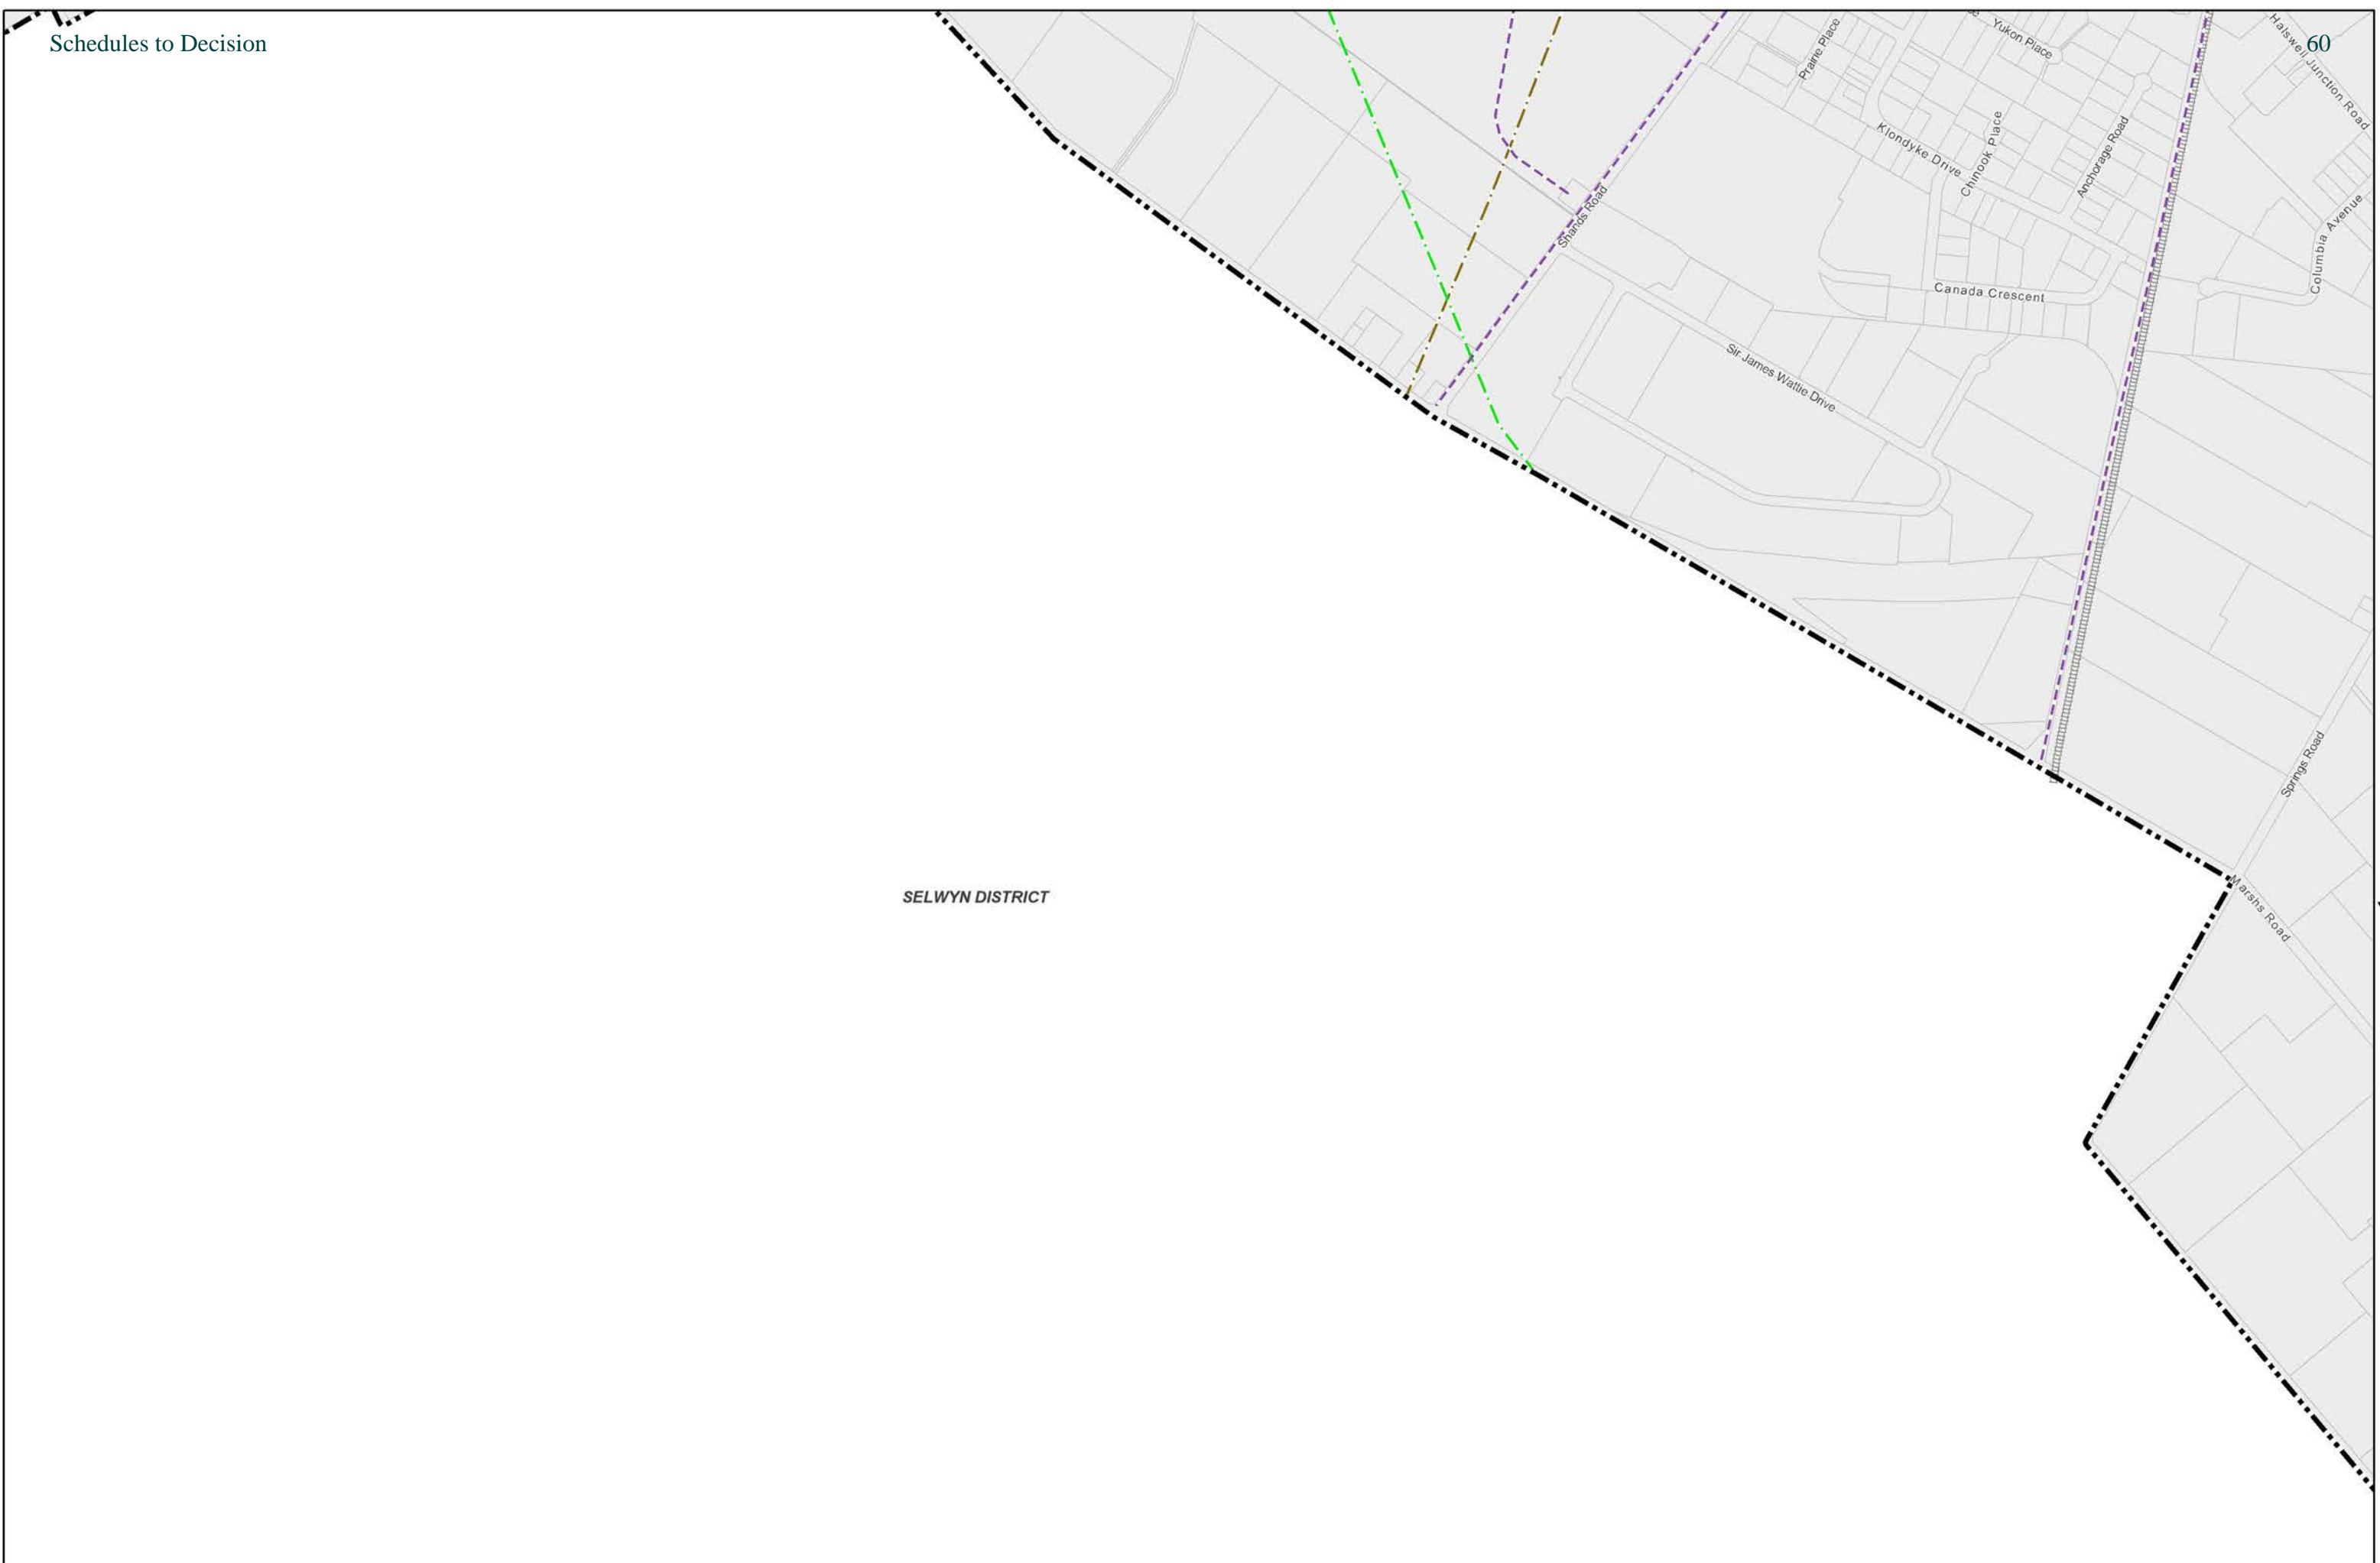 Schedules to Decision
60
Prairie Place
Yukon Place
Halswell Junction Road
Klondyke Drive
Chinook Place
Anchorage Road
Shands Road
Columbia Avenue
Canada Crescent
Sir James Wattie Drive
Springs Road
SELWYN DISTRICT
Marshs Road